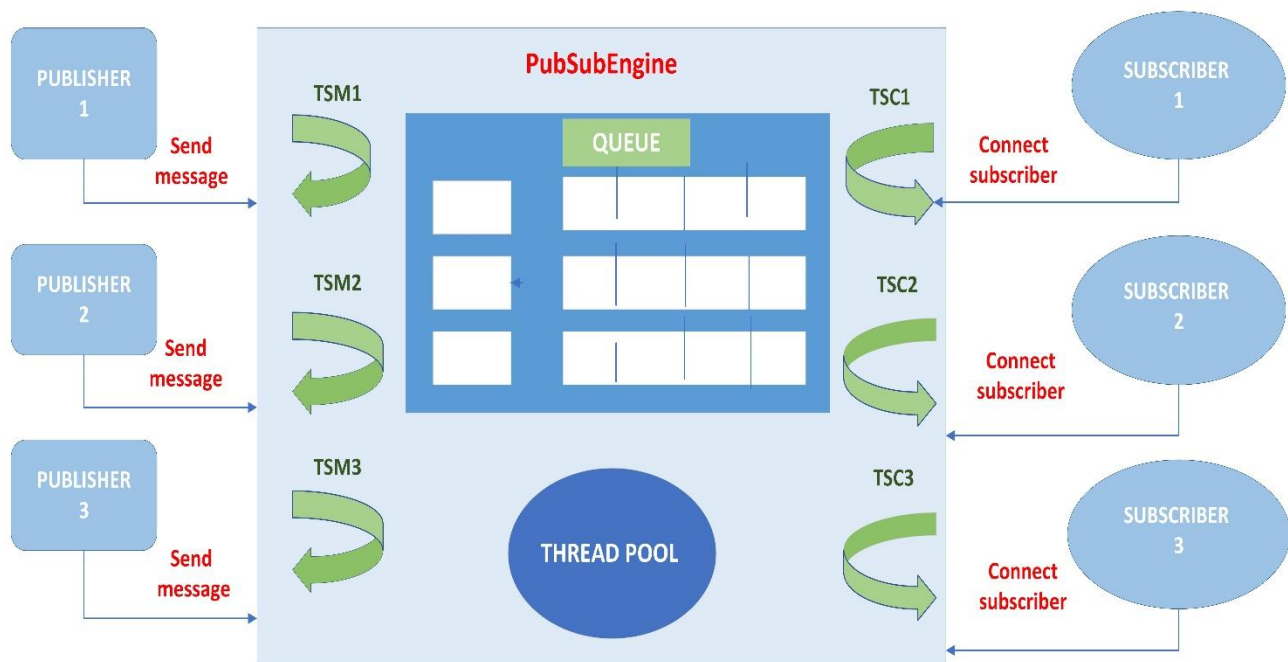 PUBLISHER
1
Send
message
PUBLISHER
2
Send
message
PUBLISHER
3
Send
message
PubSubEngine
TSM1
TSM2
TSM3
QUEUE
THREAD POOL
TSC1
TSC2
TSC3
SUBSCRIBER
1
Connect
subscriber
SUBSCRIBER
2
Connect
subscriber
SUBSCRIBER
3
Connect
subscriber